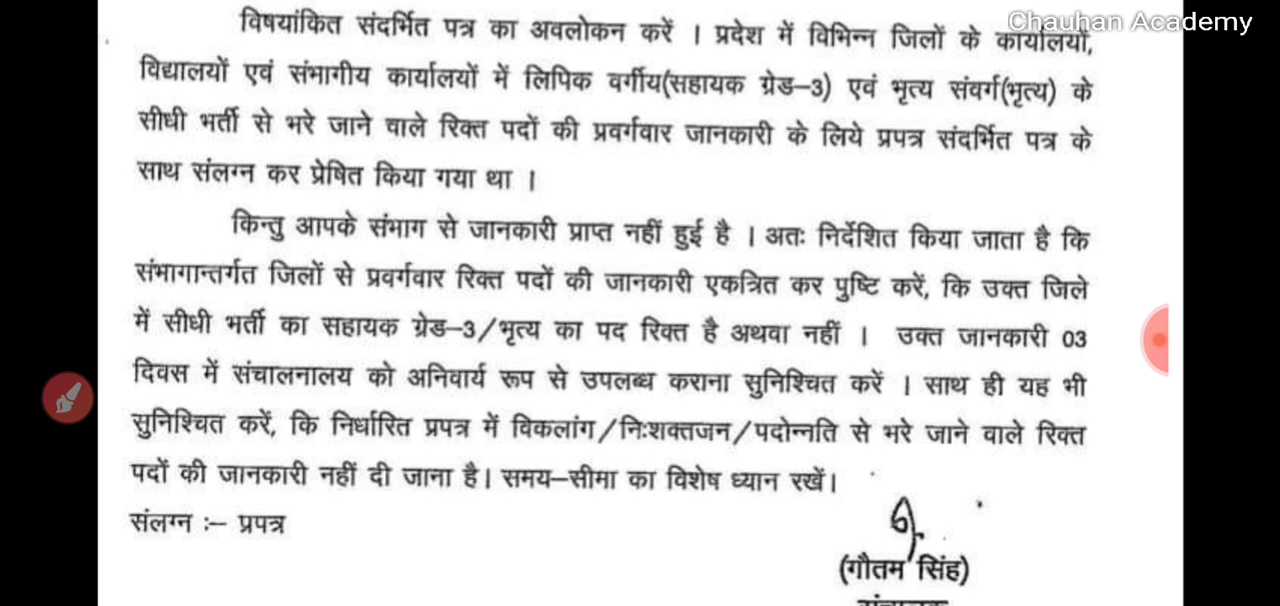 Chauhan Academy
विषयांकित संदर्भित पत्र का अवलोकन करें । प्रदेश में विभिन्न जिलों के कार्यालयों,
विद्यालयों एवं संभागीय कार्यालयों में लिपिक वर्गीय(सहायक ग्रेड–3) एवं भृत्य संवर्ग(भृत्य) के
सीधी भर्ती से भरे जाने वाले रिक्त पदों की प्रवर्गवार जानकारी के लिये प्रपत्र संदर्भित पत्र के
साथ संलग्न कर प्रेषित किया गया था ।
किन्तु आपके संभाग से जानकारी प्राप्त नहीं हुई है । अतः निर्देशित किया जाता है कि
संभागान्तर्गत जिलों से प्रवर्गवार रिक्त पदों की जानकारी एकत्रित कर पुष्टि करें, कि उक्त जिले
में सीधी भर्ती का सहायक ग्रेड–3/भृत्य का पद रिक्त है अथवा नहीं । उक्त जानकारी 03
दिवस में संचालनालय को अनिवार्य रूप से उपलब्ध कराना सुनिश्चित करें । साथ ही यह भी
सुनिश्चित करें, कि निर्धारित प्रपत्र में विकलांग/निःशक्तजन/पदोन्नति से भरे जाने वाले रिक्त
पदों की जानकारी नहीं दी जाना है। समय–सीमा का विशेष ध्यान रखें।
संलग्न :– प्रपत्र
(गौतम सिंह)